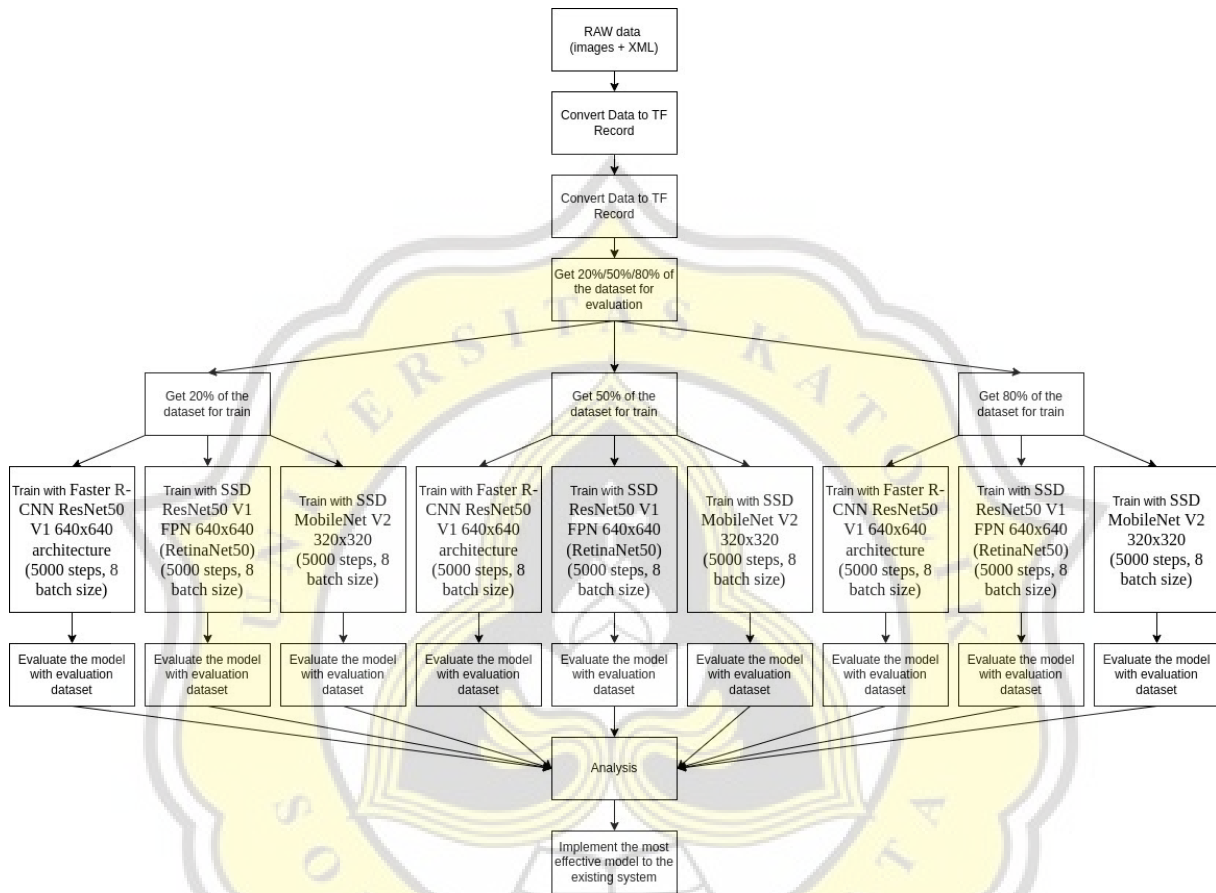 RAW data
(images + XML)
Convert Data to TF
Record
Convert Data to TF
Record
Get 20%/50%/80% of
the dataset for
evaluation
Get 20% of the
dataset for train
Get 50% of the
dataset for train
Get 80% of the
dataset for train
Train with Faster R-
CNN ResNet50
V1 640x640
architecture
(5000 steps, 8
batch size)
Train with SSD
ResNet50 V1
FPN 640x640
(RetinaNet50)
(5000 steps, 8
batch size)
Train with SSD
MobileNet V2
320x320
(5000 steps, 8
batch size)
Train with Faster R-
CNN ResNet50
V1 640x640
architecture
(5000 steps, 8
batch size)
Train with SSD
ResNet50 V1
FPN 640x640
(RetinaNet50)
(5000 steps, 8
batch size)
Train with SSD
MobileNet V2
320x320
(5000 steps, 8
batch size)
Train with Faster R-
CNN ResNet50
V1 640x640
architecture
(5000 steps, 8
batch size)
Train with SSD
ResNet50 V1
FPN 640x640
(RetinaNet50)
(5000 steps, 8
batch size)
Train with SSD
MobileNet V2
320x320
(5000 steps, 8
batch size)
Evaluate the model
with evaluation
dataset
Evaluate the model
with evaluation
dataset
Evaluate the model
with evaluation
dataset
Evaluate the model
with evaluation
dataset
Evaluate the model
with evaluation
dataset
Evaluate the model
with evaluation
dataset
Evaluate the model
with evaluation
dataset
Evaluate the model
with evaluation
dataset
Evaluate the model
with evaluation
dataset
Analysis
Implement the most
effective model to the
existing system
UNIVERSITAS KATOLIK